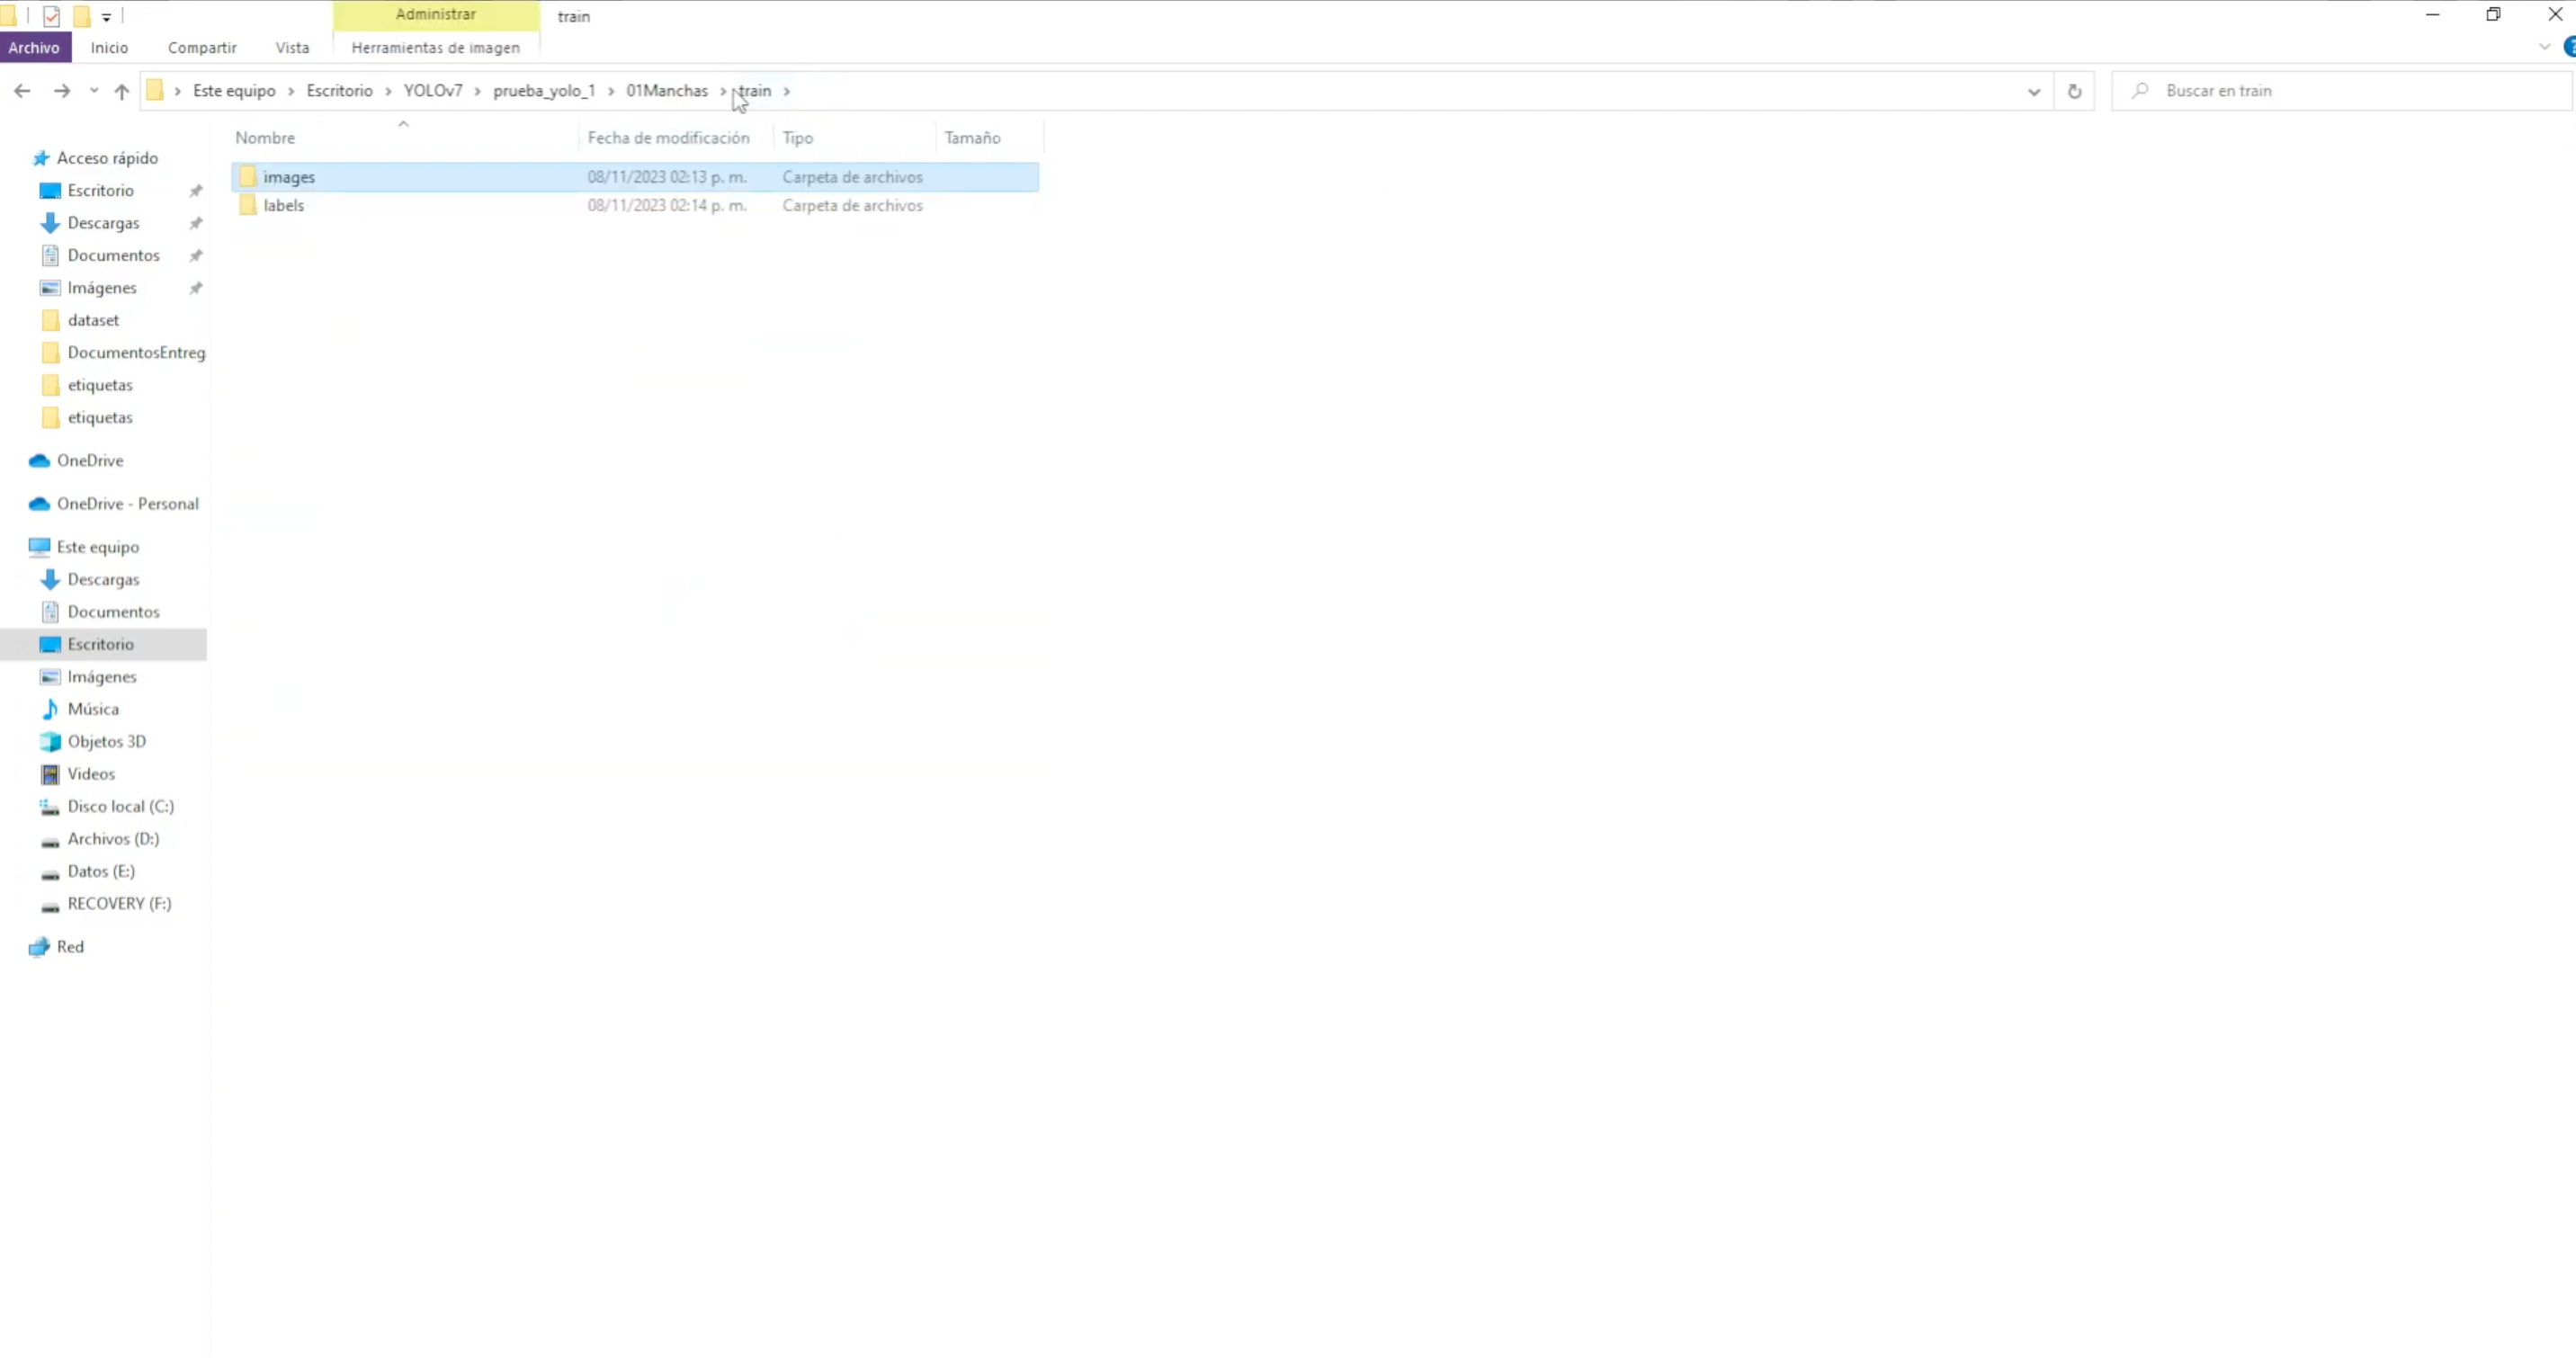 Administrar train
Archivo Inicio Compartir Vista Herramientas de imagen
Este equipo > Escritorio > YOLOv7 > prueba_yolo_1 > 01Manchas > train >
Buscar en train
Nombre Fecha de modificación Tipo Tamaño
images 08/11/2023 02:13 p. m. Carpeta de archivos
labels 08/11/2023 02:14 p. m. Carpeta de archivos
Acceso rápido
Escritorio
Descargas
Documentos
Imágenes
dataset
DocumentosEntreg
etiquetas
etiquetas
OneDrive
OneDrive - Personal
Este equipo
Descargas
Documentos
Escritorio
Imágenes
Música
Objetos 3D
Videos
Disco local (C:)
Archivos (D:)
Datos (E:)
RECOVERY (F:)
Red